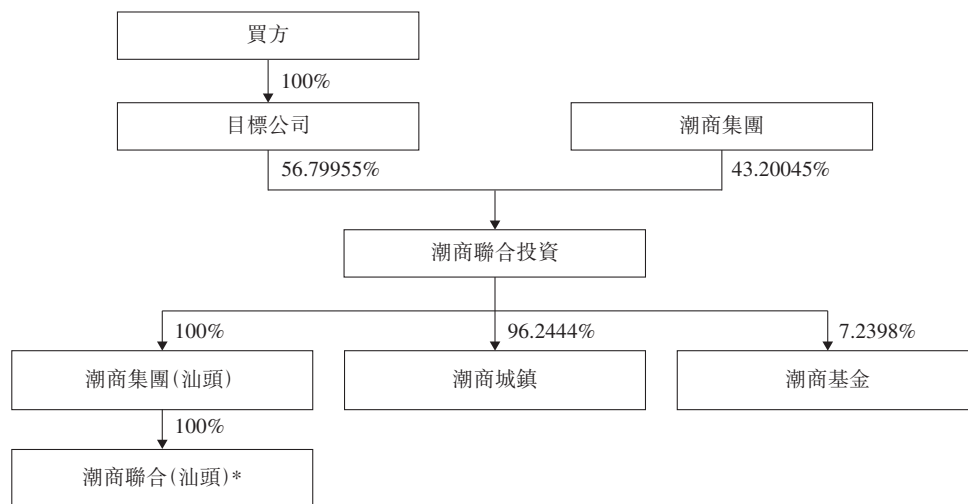 買方
100%
目標公司
潮商集團
56.79955%
43.20045%
潮商聯合投資
100%
96.2444%
7.2398%
潮商集團(汕頭)
潮商城鎮
潮商基金
100%
潮商聯合(汕頭)*